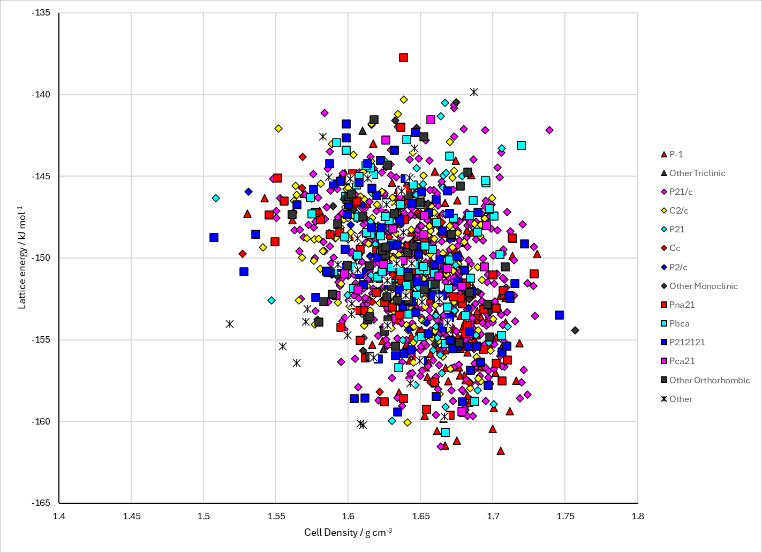 -135
-140
-145
-150
-155
-160
-165
1.4 1.45 1.5 1.55 1.6 1.65 1.7 1.75 1.8
Lattice energy / kJ mol⁻¹
Cell Density / g cm⁻³
P-1
Other Triclinic
P21/c
C2/c
P21
Cc
P2/c
Other Monoclinic
Pna21
Pbca
P212121
Pca21
Other Orthorhombic
Other